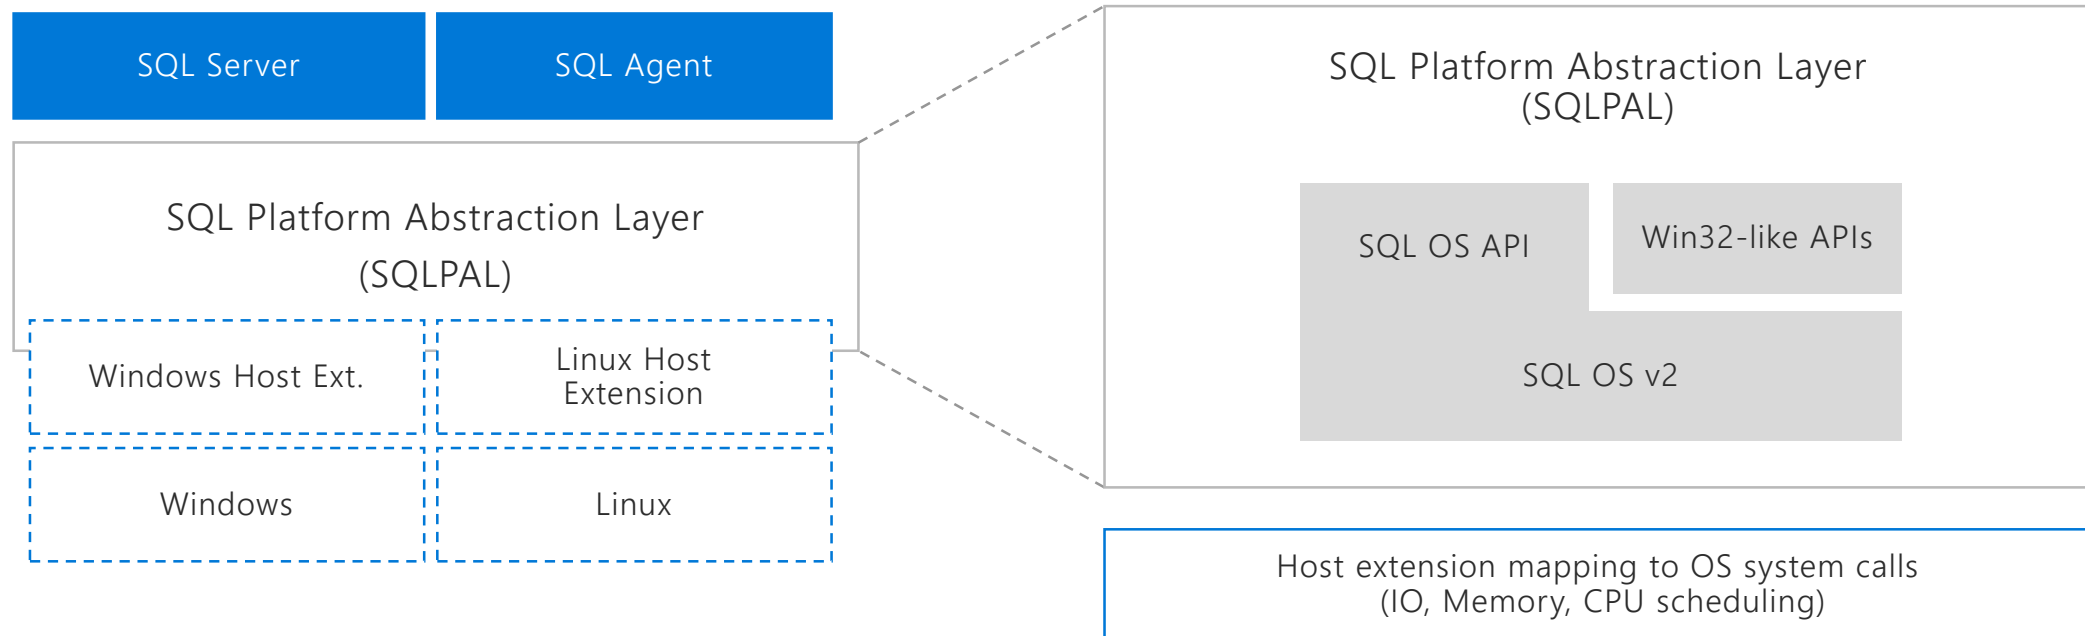 SQL Server
SQL Agent
SQL Platform Abstraction Layer
(SQLPAL)
Windows Host Ext.
Linux Host
Extension
Windows
Linux
SQL Platform Abstraction Layer
(SQLPAL)
SQL OS API
Win32-like APIs
SQL OS v2
Host extension mapping to OS system calls
(IO, Memory, CPU scheduling)